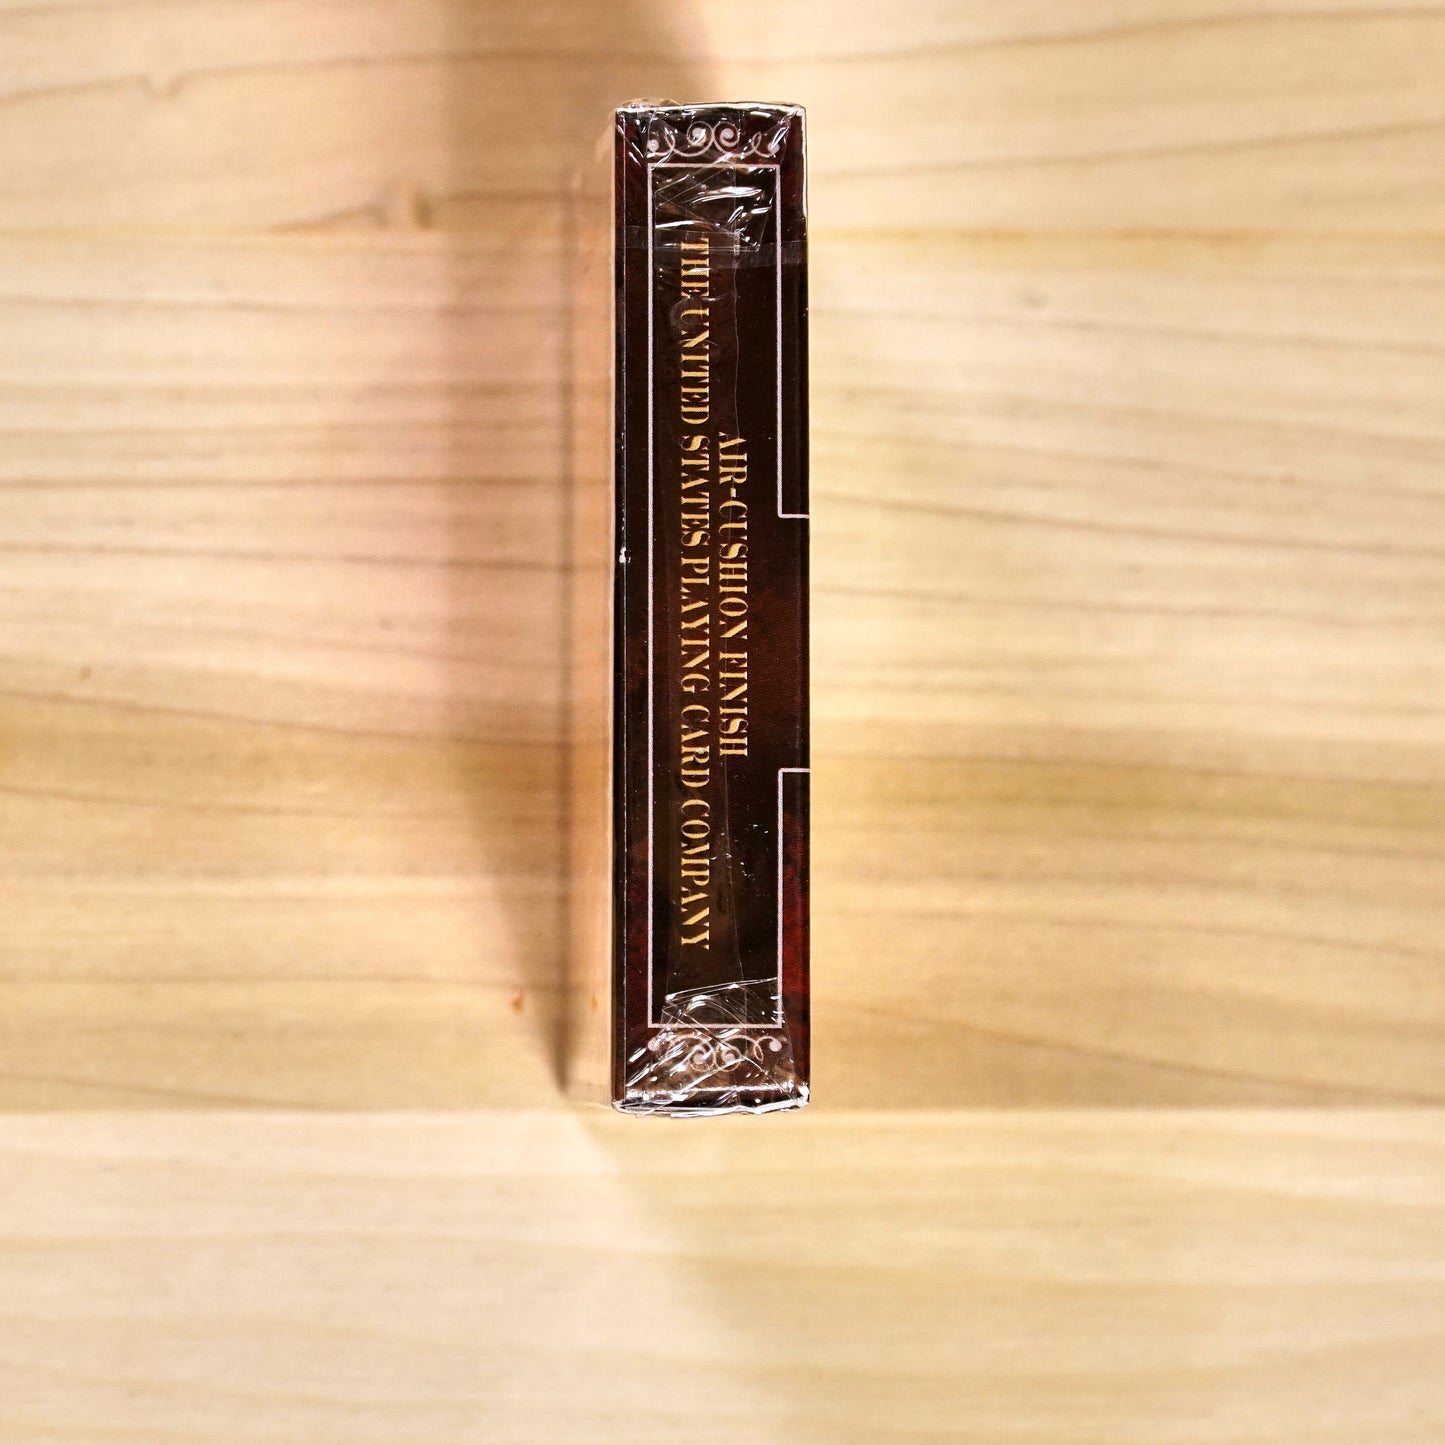 AIR-CUSHION FINISH
THE UNITED STATES PLAYING CARD COMPANY